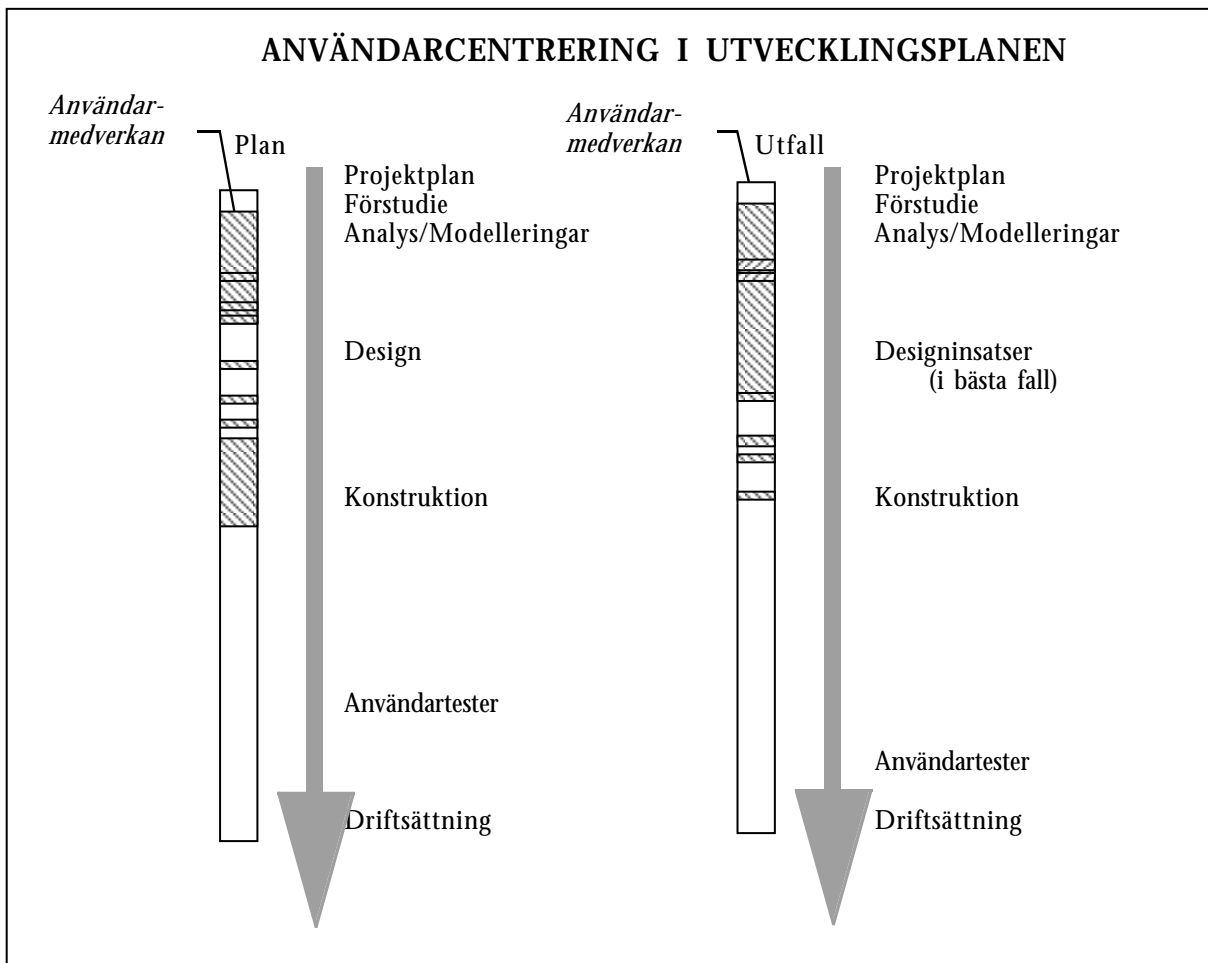 ANVÄNDARCENTRERING I UTVECKLINGSPLANEN
Användar-
medverkan
Plan
Projektplan
Förstudie
Analys/Modelleringar
Design
Konstruktion
Användartester
Driftsättning
Användar-
medverkan
Utfall
Projektplan
Förstudie
Analys/Modelleringar
Designinsatser
(i bästa fall)
Konstruktion
Användartester
Driftsättning